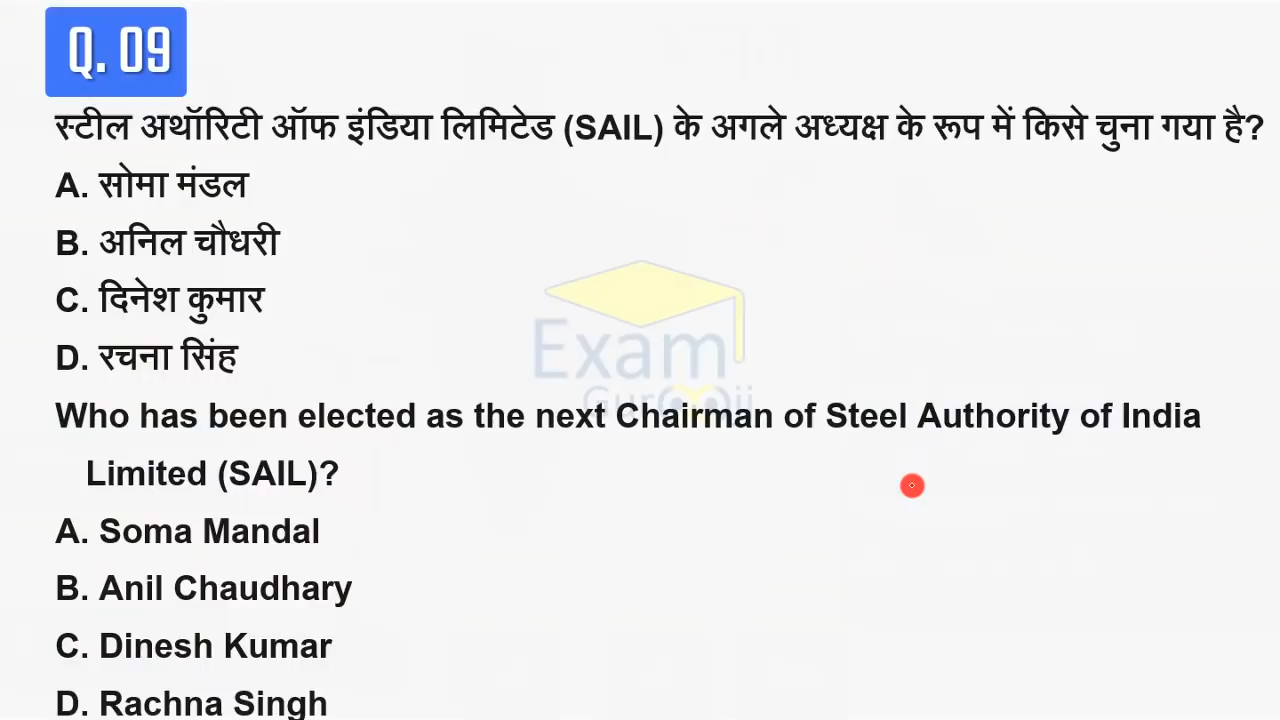 Q. 09
स्टील अथॉरिटी ऑफ इंडिया लिमिटेड (SAIL) के अगले अध्यक्ष के रूप में किसे चुना गया है?
A. सोमा मंडल
B. अनिल चौधरी
C. दिनेश कुमार
D. रचना सिंह
Exam
Who has been elected as the next Chairman of Steel Authority of India
Limited (SAIL)?
A. Soma Mandal
B. Anil Chaudhary
C. Dinesh Kumar
D. Rachna Singh